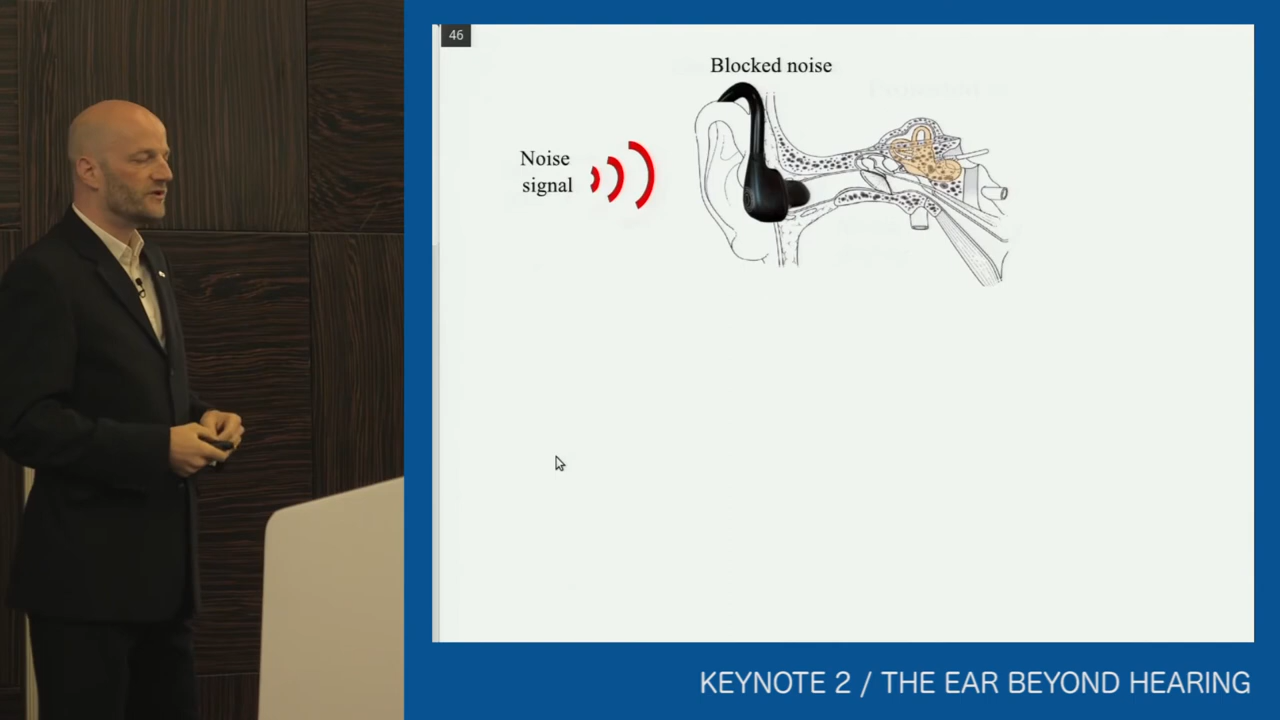 46
Blocked noise
Noise
signal
KEYNOTE 2 / THE EAR BEYOND HEARING